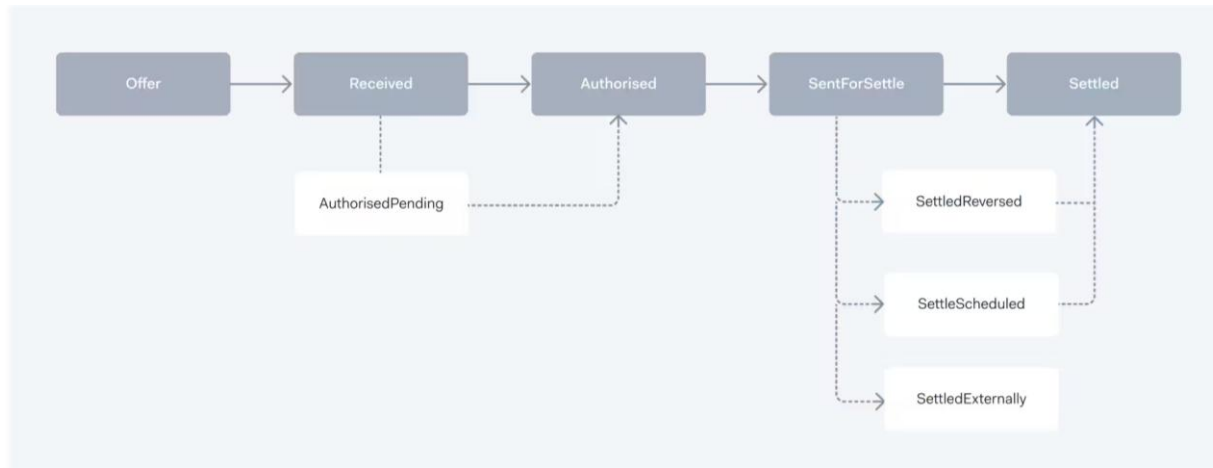 Offer
Received
Authorised
SentForSettle
Settled
AuthorisedPending
SettledReversed
SettleScheduled
SettledExternally